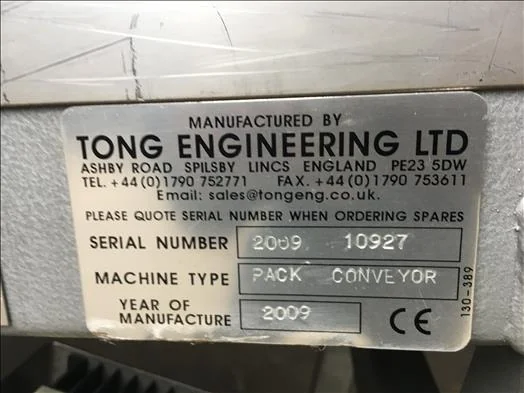 MANUFACTURED BY
TONG ENGINEERING LTD
ASHBY ROAD SPILSBY LINCS ENGLAND PE23 5DW
TEL. +44(0)1790 752771 FAX. +44(0)1790 753611
Email: sales@tongeng.co.uk.
PLEASE QUOTE SERIAL NUMBER WHEN ORDERING SPARES
SERIAL NUMBER 2009 10927
MACHINE TYPE PACK CONVEYOR
YEAR OF MANUFACTURE 2009
CE
130-389